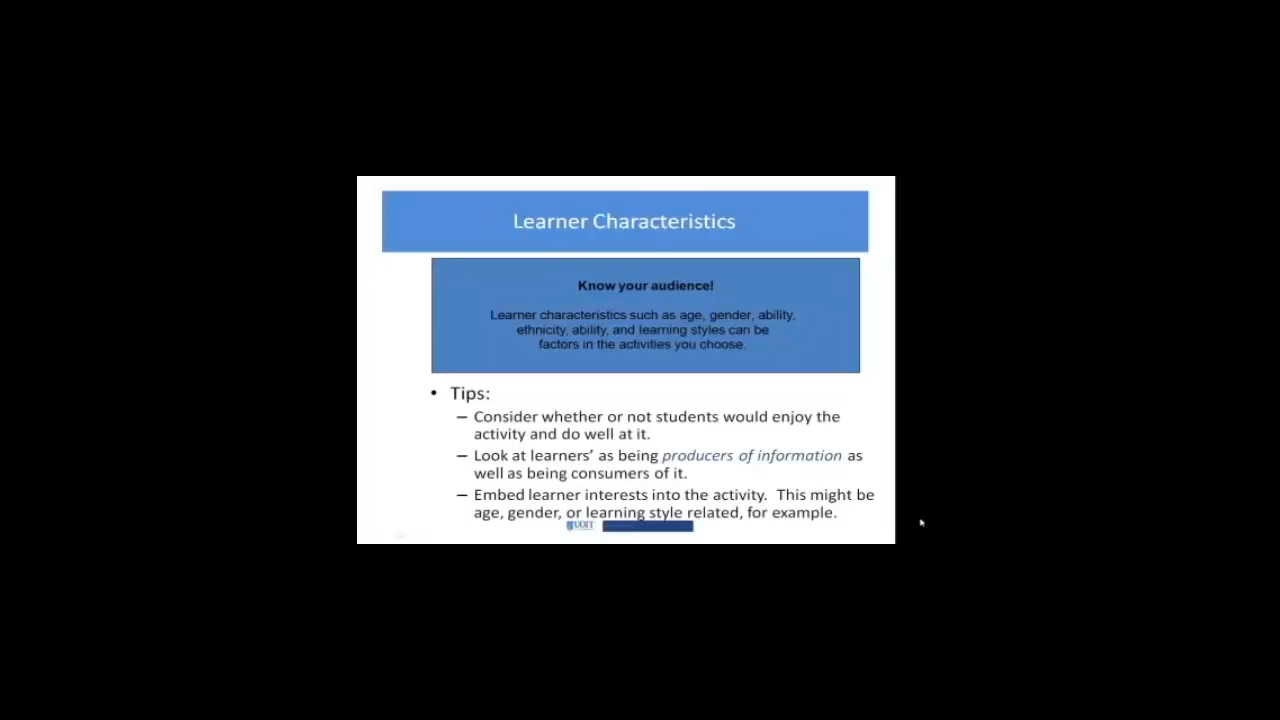 Learner Characteristics
Know your audience!
Learner characteristics such as age, gender, ability,
ethnicity, ability, and learning styles can be
factors in the activities you choose.
• Tips:
– Consider whether or not students would enjoy the
activity and do well at it.
– Look at learners’ as being producers of information as
well as being consumers of it.
– Embed learner interests into the activity.  This might be
age, gender, or learning style related, for example.
UOIT